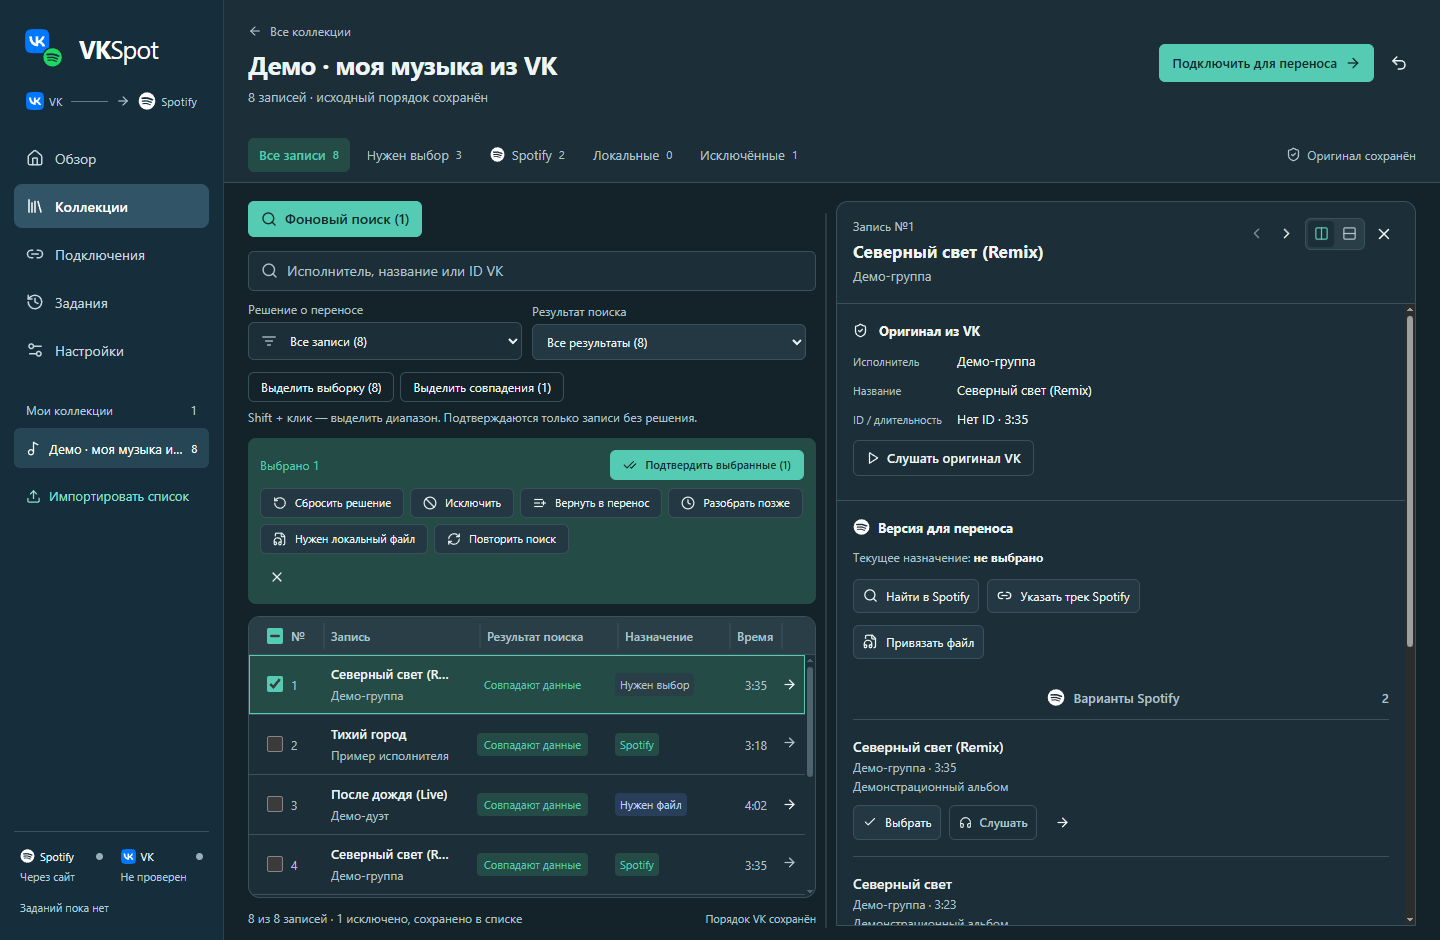 VKSpot
VK → Spotify
Обзор
Коллекции
Подключения
Задания
Настройки
Мои коллекции 1
Демо · моя музыка и... 8
Импортировать список
Spotify
Через сайт
VK
Не проверен
Заданий пока нет
Все коллекции
Демо · моя музыка из VK
8 записей · исходный порядок сохранён
Подключить для переноса
Все записи 8
Нужен выбор 3
Spotify 2
Локальные 0
Исключённые 1
Оригинал сохранён
Фоновый поиск (1)
Исполнитель, название или ID VK
Решение о переносе
Все записи (8)
Результат поиска
Все результаты (8)
Выделить выборку (8)
Выделить совпадения (1)
Shift + клик — выделить диапазон. Подтверждаются только записи без решения.
Выбрано 1
Подтвердить выбранные (1)
Сбросить решение
Исключить
Вернуть в перенос
Разобрать позже
Нужен локальный файл
Повторить поиск
№ Запись Результат поиска Назначение Время
1 Северный свет (R... Совпадают данные Нужен выбор 3:35
Демо-группа
2 Тихий город Совпадают данные Spotify 3:18
Пример исполнителя
3 После дождя (Live) Совпадают данные Нужен файл 4:02
Демо-дуэт
4 Северный свет (R... Совпадают данные Spotify 3:35
Демо-группа
8 из 8 записей · 1 исключено, сохранено в списке
Порядок VK сохранён
Запись №1
Северный свет (Remix)
Демо-группа
Оригинал из VK
Исполнитель Демо-группа
Название Северный свет (Remix)
ID / длительность Нет ID · 3:35
Слушать оригинал VK
Версия для переноса
Текущее назначение: не выбрано
Найти в Spotify
Указать трек Spotify
Привязать файл
Варианты Spotify 2
Северный свет (Remix)
Демо-группа · 3:35
Демонстрационный альбом
Выбрать
Слушать
Северный свет
Демо-группа · 3:23
Демонстрационный альбом